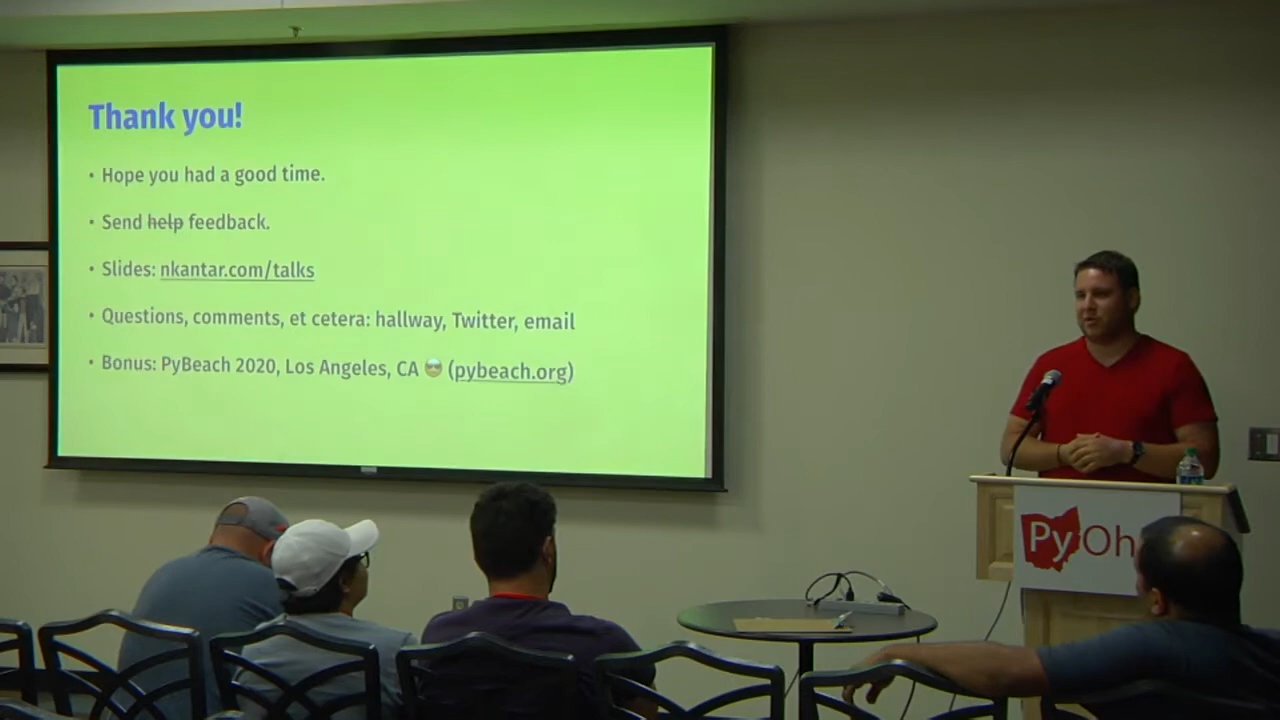 Thank you!
• Hope you had a good time.
• Send help feedback.
• Slides: nkantar.com/talks
• Questions, comments, et cetera: hallway, Twitter, email
• Bonus: PyBeach 2020, Los Angeles, CA 😎 (pybeach.org)
PyOh